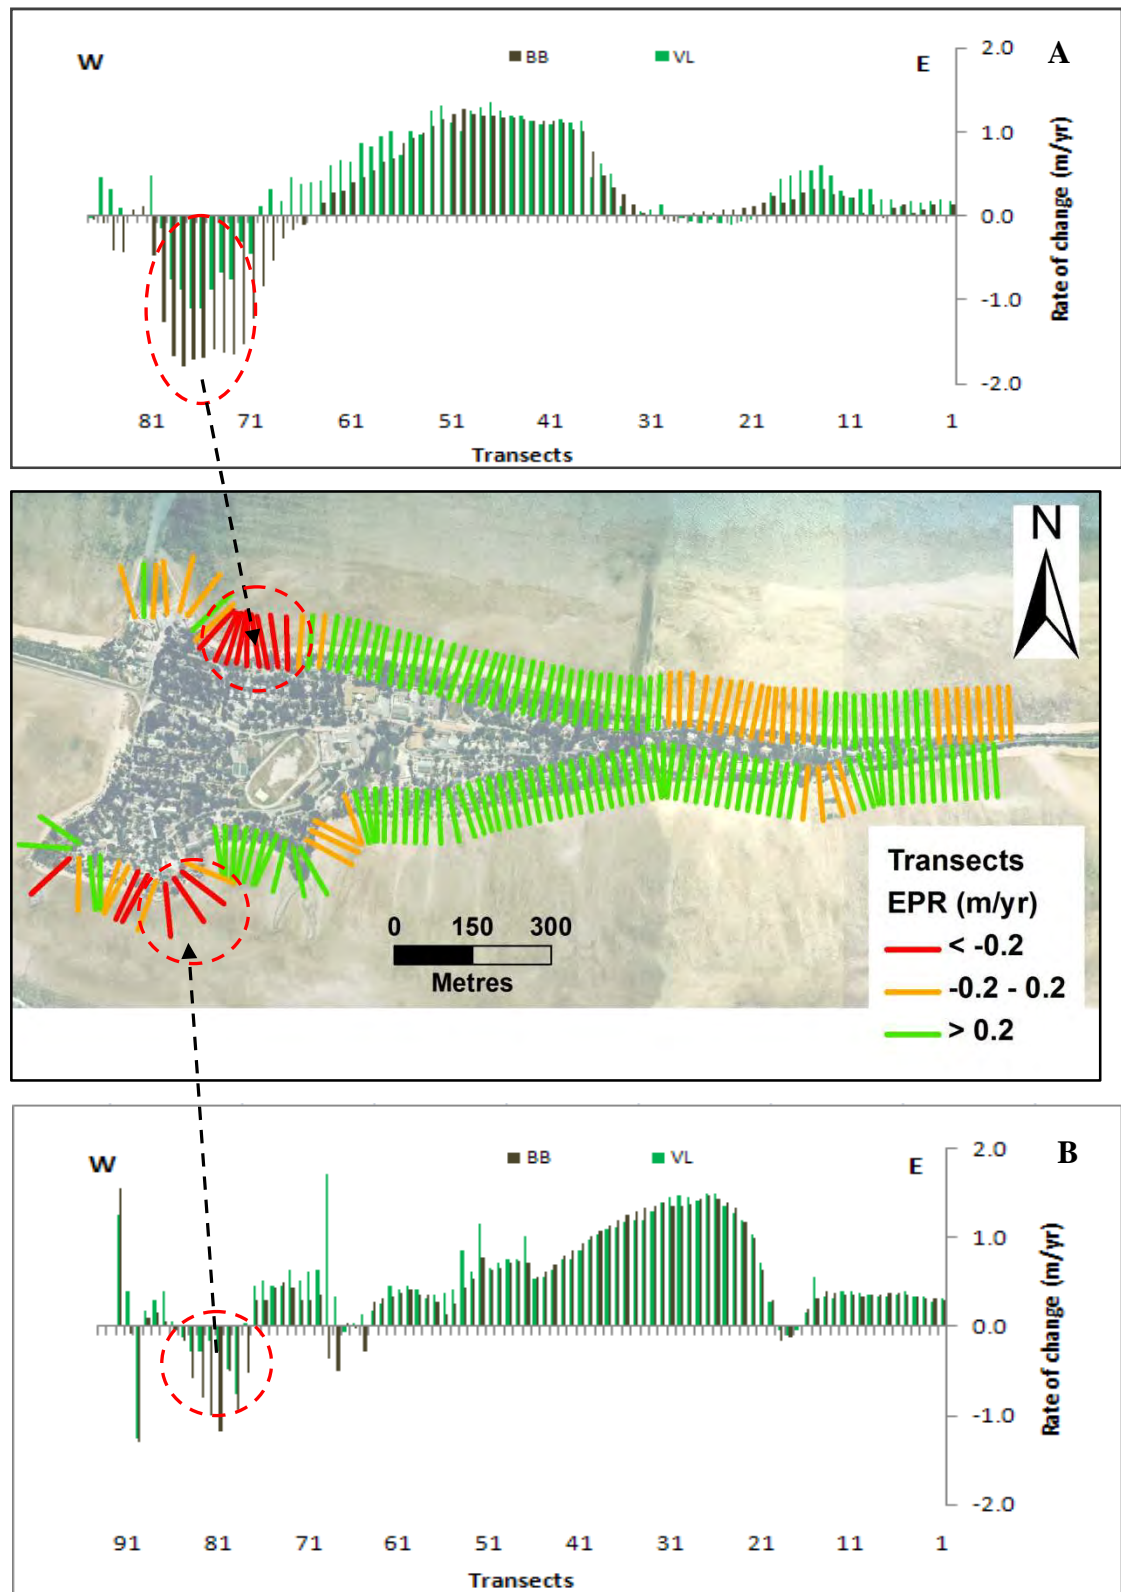 W BB VL E A
2.0
1.0
0.0
-1.0
-2.0
Rate of change (m/yr)
81 71 61 51 41 31 21 11 1
Transects
N
0 150 300
Metres
Transects
EPR (m/yr)
< -0.2
-0.2 - 0.2
> 0.2
W BB VL E B
2.0
1.0
0.0
-1.0
-2.0
Rate of change (m/yr)
91 81 71 61 51 41 31 21 11 1
Transects